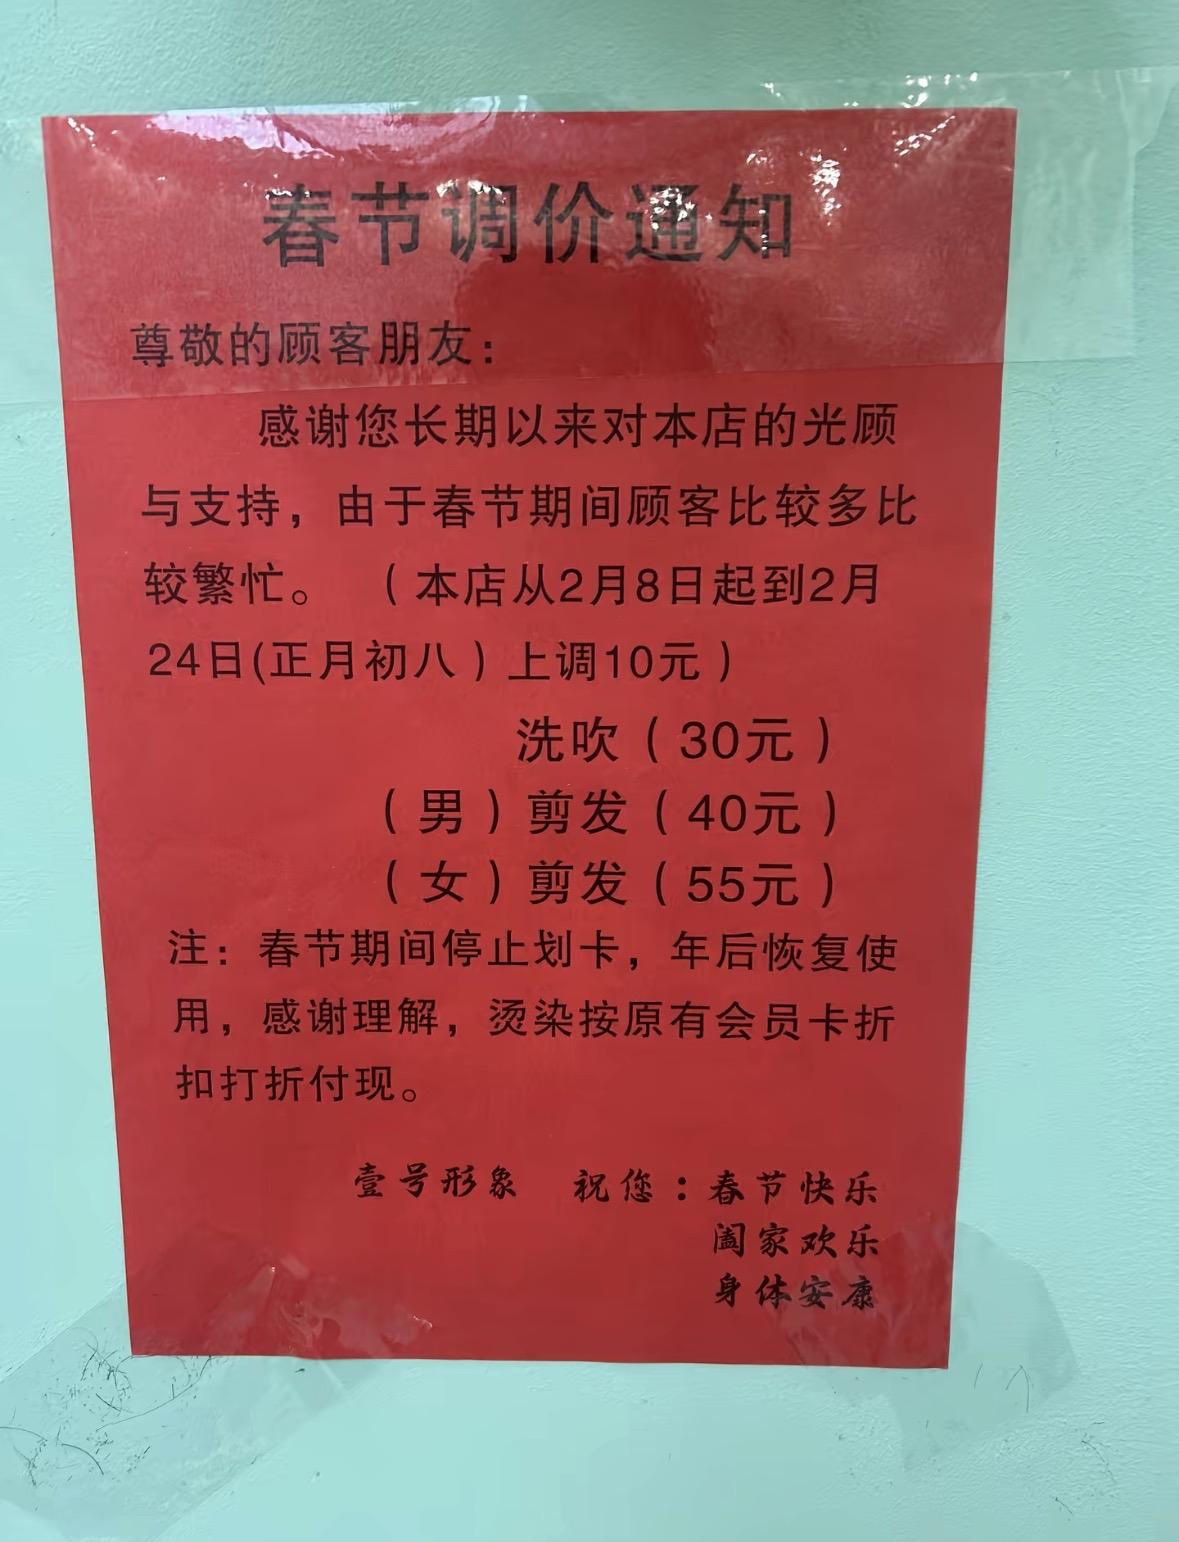 春节调价通知
尊敬的顾客朋友：
感谢您长期以来对本店的光顾
与支持，由于春节期间顾客比较多比
较繁忙。（本店从2月8日起到2月
24日(正月初八）上调10元）
洗吹（30元）
（男）剪发（40元）
（女）剪发（55元）
注：春节期间停止划卡，年后恢复使
用，感谢理解，烫染按原有会员卡折
扣打折付现。
壹号形象 祝您：春节快乐
阖家欢乐
身体安康